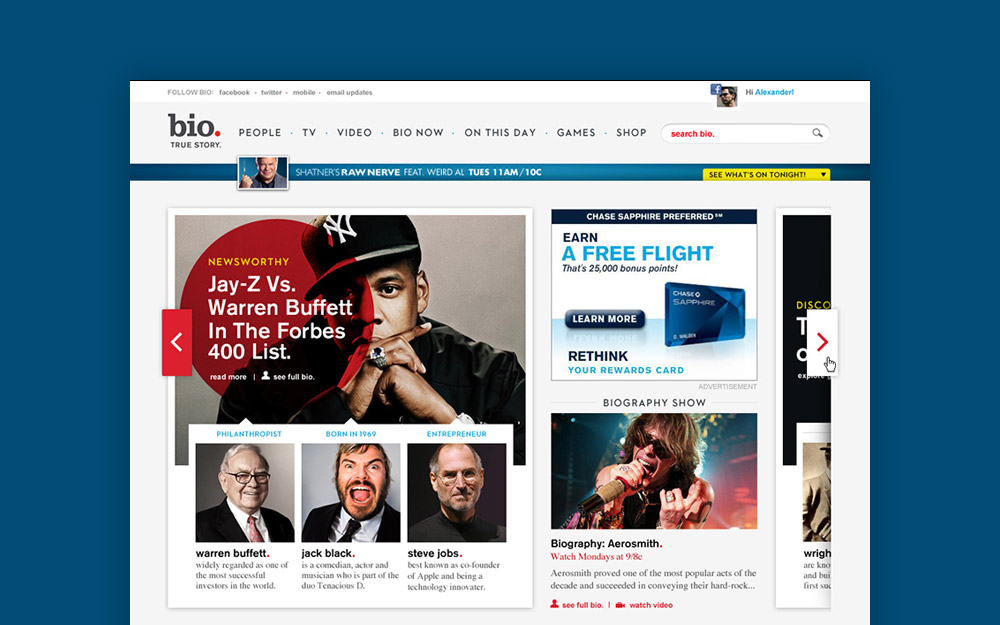 FOLLOW BIO: facebook • twitter • mobile • email updates
Hi Alexander!
bio.
TRUE STORY.
PEOPLE · TV · VIDEO · BIO NOW · ON THIS DAY · GAMES · SHOP
search bio.
SHATNER'S RAW NERVE FEAT. WEIRD AL TUES 11AM/10C
SEE WHAT'S ON TONIGHT!
NEWSWORTHY
Jay-Z Vs.
Warren Buffett
In The Forbes
400 List.
read more | see full bio.
PHILANTHROPIST
BORN IN 1969
ENTREPRENEUR
warren buffett.
widely regarded as one of
the most successful
investors in the world.
jack black.
is a comedian, actor and
musician who is part of the
duo Tenacious D.
steve jobs.
best known as co-founder
of Apple and being a
technology innovater.
CHASE SAPPHIRE PREFERRED℠
EARN
A FREE FLIGHT
That's 25,000 bonus points!
LEARN MORE
CHASE
SAPPHIRE
D. WALDEN
RETHINK
YOUR REWARDS CARD
ADVERTISEMENT
BIOGRAPHY SHOW
Biography: Aerosmith.
Watch Mondays at 9/8c
Aerosmith proved one of the most popular acts of the
decade and succeeded in conveying their hard-rock...
see full bio. | watch video
DISCO
T
o
explore
wrigh
are kno
and bui
first suc